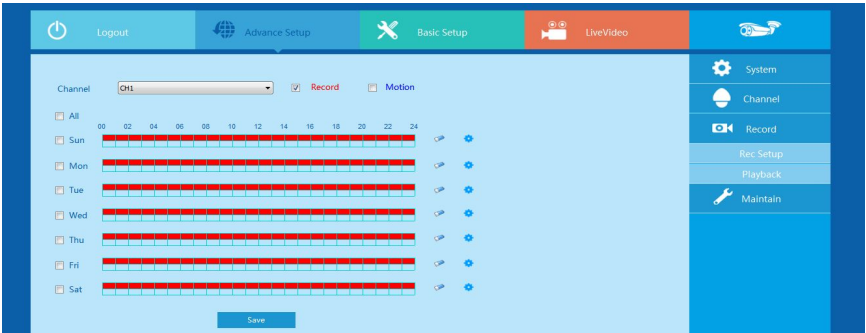 Logout Advance Setup Basic Setup LiveVideo
System
Channel
Record
Rec Setup
Playback
Maintain
Channel CH1 Record Motion
All
00 02 04 06 08 10 12 14 16 18 20 22 24
Sun
Mon
Tue
Wed
Thu
Fri
Sat
Save